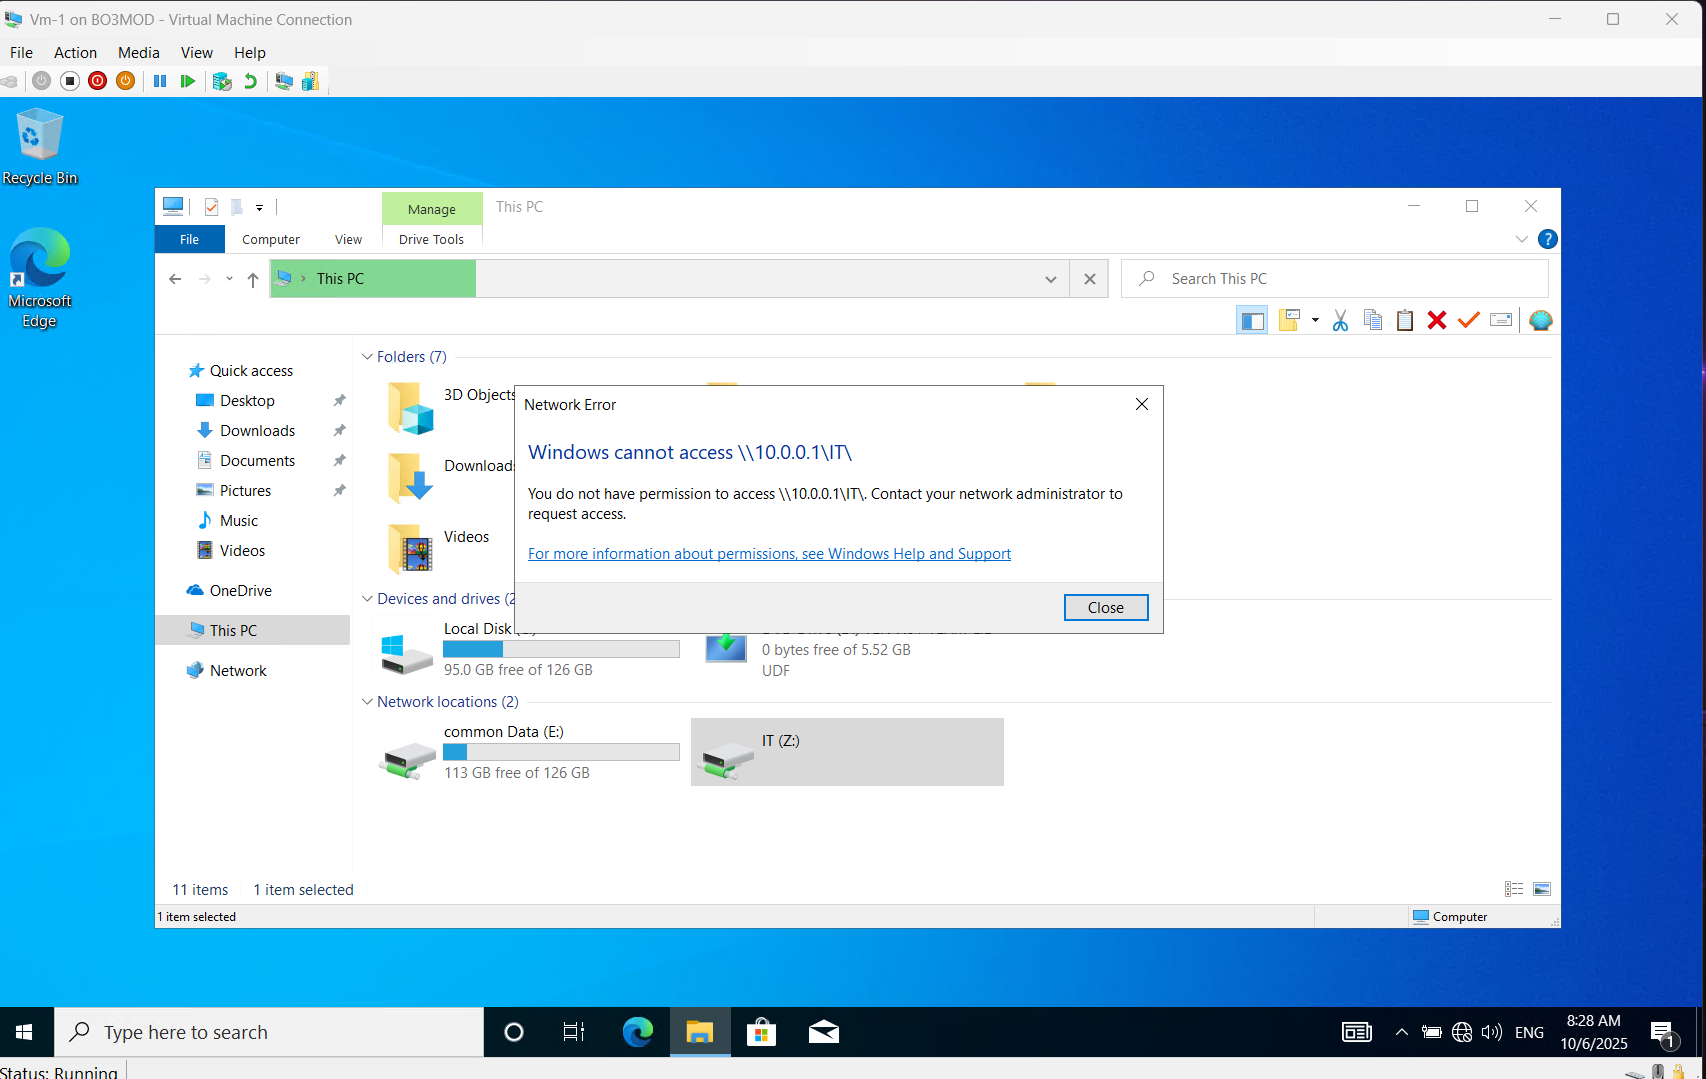 Vm-1 on BO3MOD - Virtual Machine Connection
File Action Media View Help
Recycle Bin
Microsoft
Edge
Manage This PC
File Computer View Drive Tools
This PC
Search This PC
Quick access
Desktop
Downloads
Documents
Pictures
Music
Videos
OneDrive
This PC
Network
Folders (7)
3D Objects
Download
Videos
Network Error
Windows cannot access \\10.0.0.1\IT\
You do not have permission to access \\10.0.0.1\IT\. Contact your network administrator to
request access.
For more information about permissions, see Windows Help and Support
Close
Devices and drives (2
Local Disk
95.0 GB free of 126 GB
0 bytes free of 5.52 GB
UDF
Network locations (2)
common Data (E:)
113 GB free of 126 GB
IT (Z:)
11 items 1 item selected
1 item selected
Computer
Type here to search
ENG
8:28 AM
10/6/2025
1
Status: Running